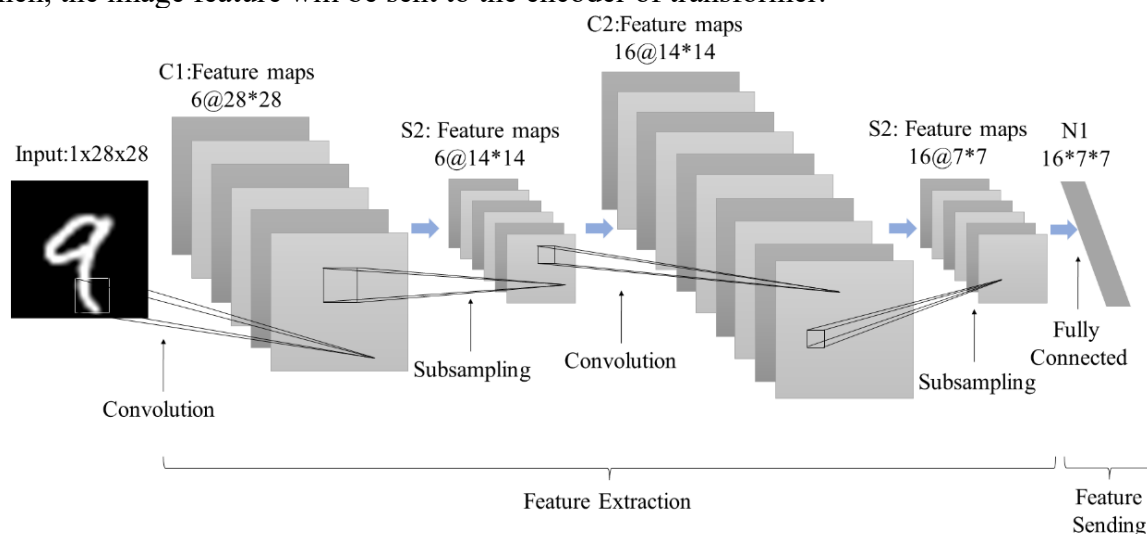 the image feature will be sent to the encoder of transformer.
C2:Feature maps
16@14*14
C1:Feature maps
6@28*28
S2: Feature maps
6@14*14
S2: Feature maps
16@7*7
N1
16*7*7
Input:1x28x28
Convolution
Subsampling
Convolution
Subsampling
Fully
Connected
Feature Extraction
Feature
Sending